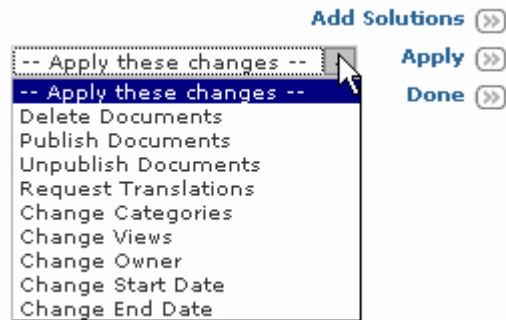 Add Solutions
-- Apply these changes -- Apply
-- Apply these changes -- Done
Delete Documents
Publish Documents
Unpublish Documents
Request Translations
Change Categories
Change Views
Change Owner
Change Start Date
Change End Date